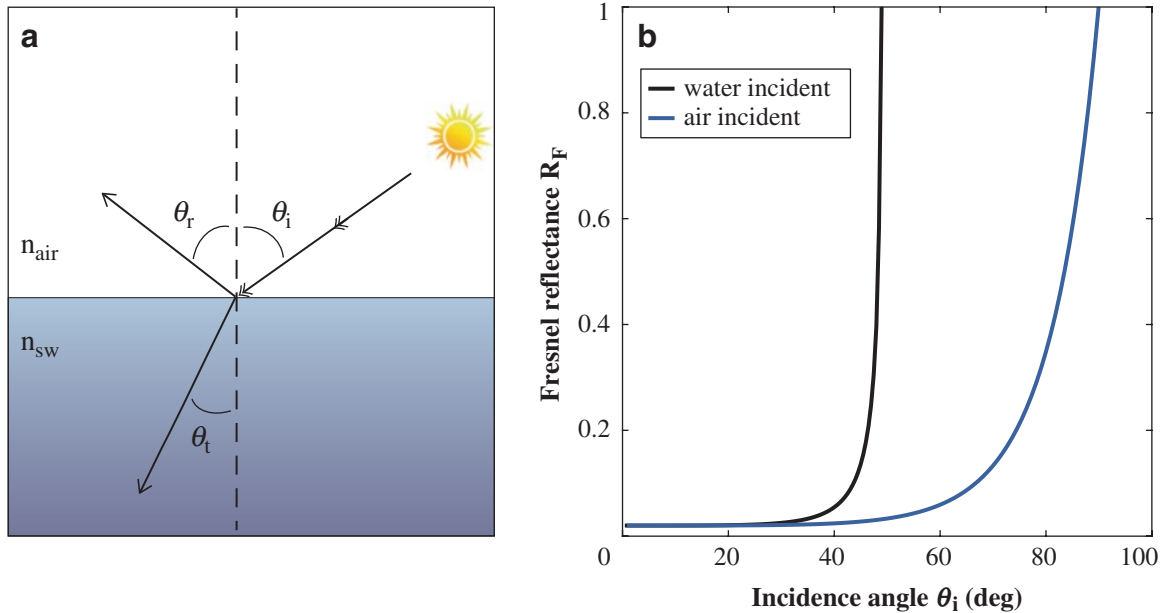 a
θr θi
nair
nsw
θt
b
water incident
air incident
Fresnel reflectance RF
1
0.8
0.6
0.4
0.2
0 20 40 60 80 100
Incidence angle θi (deg)